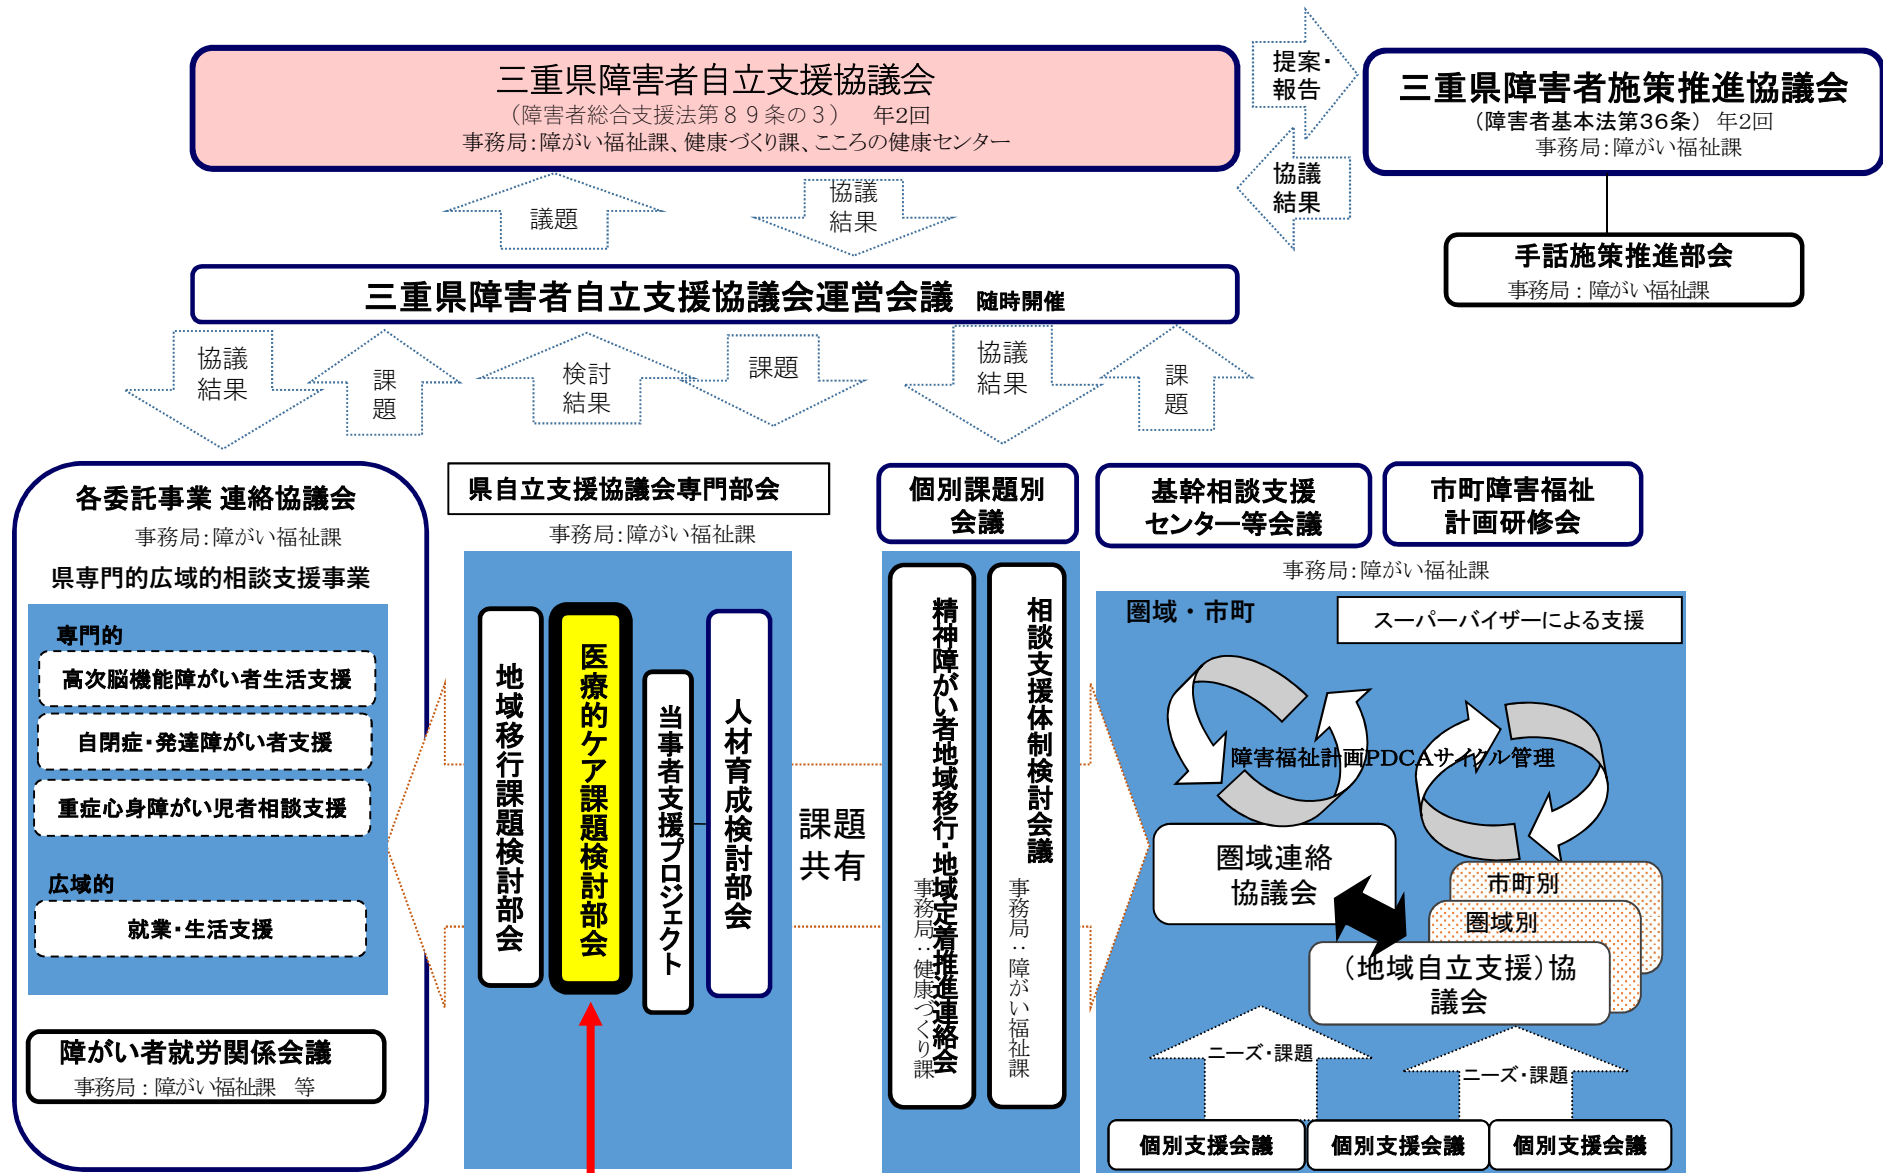 三重県障害者自立支援協議会
（障害者総合支援法第８９条の３）　年2回
事務局：障がい福祉課、健康づくり課、こころの健康センター
提案・
報告
三重県障害者施策推進協議会
（障害者基本法第36条） 年2回
事務局：障がい福祉課
協議
結果
議題
協議
結果
手話施策推進部会
事務局：障がい福祉課
三重県障害者自立支援協議会運営会議　随時開催
協議
結果
課
題
検討
結果
課題
協議
結果
課
題
各委託事業 連絡協議会
事務局：障がい福祉課
県専門的広域的相談支援事業
専門的
高次脳機能障がい者生活支援
自閉症・発達障がい者支援
重症心身障がい児者相談支援
広域的
就業・生活支援
障がい者就労関係会議
事務局：障がい福祉課　等
県自立支援協議会専門部会
事務局：障がい福祉課
地域移行課題検討部会
医療的ケア課題検討部会
当事者支援プロジェクト
人材育成検討部会
課題
共有
個別課題別
会議
精神障がい者地域移行・地域定着推進連絡会
事務局：健康づくり課
相談支援体制検討会議
事務局：障がい福祉課
基幹相談支援
センター等会議
市町障害福祉
計画研修会
事務局：障がい福祉課
圏域・市町
スーパーバイザーによる支援
障害福祉計画PDCAサイクル管理
圏域連絡
協議会
市町別
圏域別
（地域自立支援）協
議会
ニーズ・課題
ニーズ・課題
個別支援会議
個別支援会議
個別支援会議